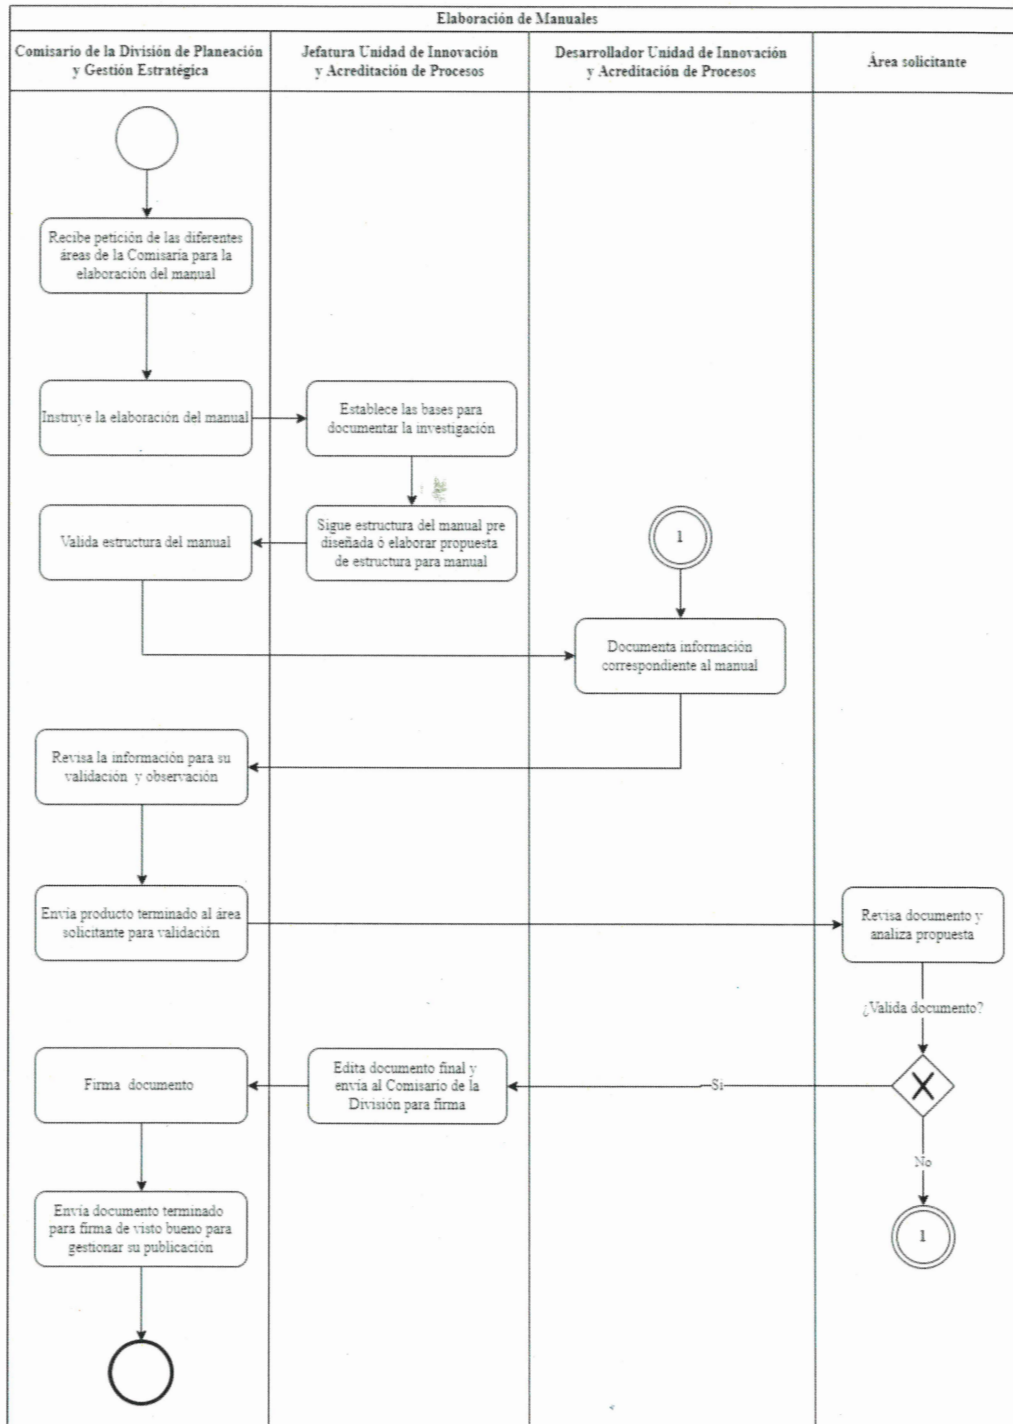 Elaboración de Manuales
Comisario de la División de Planeación
y Gestión Estratégica
Jefatura Unidad de Innovación
y Acreditación de Procesos
Desarrollador Unidad de Innovación
y Acreditación de Procesos
Área solicitante
Recibe petición de las diferentes
áreas de la Comisaría para la
elaboración del manual
Instruye la elaboración del manual
Establece las bases para
documentar la investigación
Valida estructura del manual
Sigue estructura del manual pre
diseñada ó elaborar propuesta
de estructura para manual
1
Documenta información
correspondiente al manual
Revisa la información para su
validación y observación
Envía producto terminado al área
solicitante para validación
Revisa documento y
analiza propuesta
¿Valida documento?
Firma documento
Edita documento final y
envía al Comisario de la
División para firma
Si
No
Envía documento terminado
para firma de visto bueno para
gestionar su publicación
1